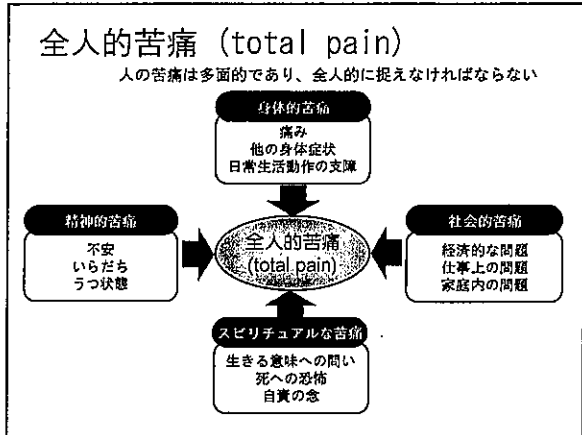 全人的苦痛 (total pain)
人の苦痛は多面的であり、全人的に捉えなければならない
身体的苦痛
痛み
他の身体症状
日常生活動作の支障
精神的苦痛
不安
いらだち
うつ状態
全人的苦痛
(total pain)
社会的苦痛
経済的な問題
仕事上の問題
家庭内の問題
スピリチュアルな苦痛
生きる意味への問い
死への恐怖
自責の念